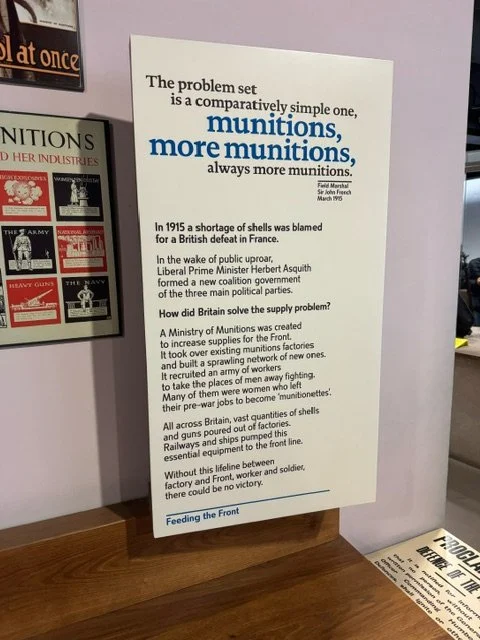 ol at once
NITIONS
D HER INDUSTRIES
HIGH EXPLOSIVES
THE ARMY
HEAVY GUNS
THE NAVY
The problem set
is a comparatively simple one,
munitions,
more munitions,
always more munitions.
Field Marshal
Sir John French
March 1915
In 1915 a shortage of shells was blamed
for a British defeat in France.
In the wake of public uproar,
Liberal Prime Minister Herbert Asquith
formed a new coalition government
of the three main political parties.
How did Britain solve the supply problem?
A Ministry of Munitions was created
to increase supplies for the Front.
It took over existing munitions factories
and built a sprawling network of new ones.
It recruited an army of workers
to take the places of men away fighting.
Many of them were women who left
their pre-war jobs to become 'munitionettes'.
All across Britain, vast quantities of shells
and guns poured out of factories.
Railways and ships pumped this
essential equipment to the front line.
Without this lifeline between
factory and Front, worker and soldier,
there could be no victory.
Feeding the Front
PROCLA
DEFENCE OF THE